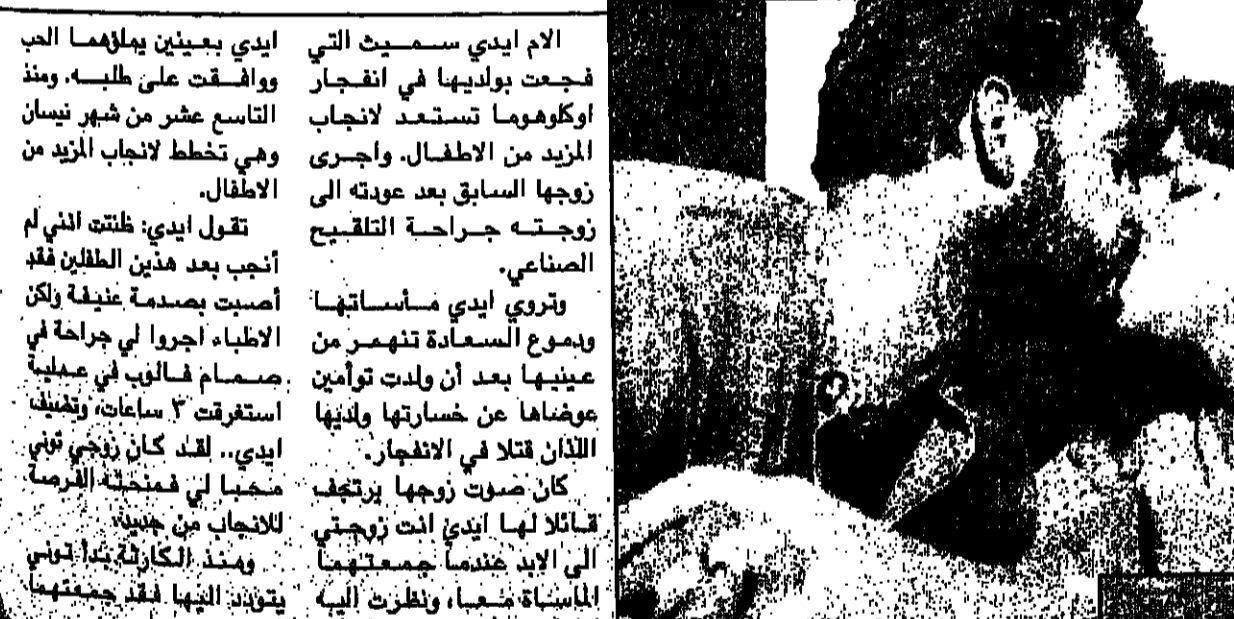 الام ايدي سميث التي
فجعت بولديها في انفجار
اوكلوهوما تستعد لانجاب
المزيد من الاطفال. واجرى
زوجها السابق بعد عودته الى
زوجته جراحة التلقيح
الصناعي.
وتروي ايدي مأساتها
ودموع السعادة تنهمر من
عينيها بعد أن ولدت توأمين
عوضاها عن خسارتها ولديها
اللذان قتلا في الانفجار.
كان صوت زوجها يرتجف
قائلا لها ايدي انت زوجتي
الى الابد عندما جمعتهما
المأساة معا، ونظرت اليه
ايدي بعينين يملؤهما الحب
ووافقت على طلبه. ومنذ
التاسع عشر من شهر نيسان
وهي تخطط لانجاب المزيد من
الاطفال.
تقول ايدي: ظننت انني لم
أنجب بعد هذين الطفلين فقد
أصبت بصدمة عنيفة ولكن
الاطباء اجروا لي جراحة في
صمام فالوب في عملية
استغرقت ٣ ساعات، وتضيف
ايدي.. لقد كان زوجي توني
محبا لي فمنحته الفرصة
للانجاب من جديد.
ومنذ الكارثة بدأ توني
يتودد اليها فقد جمعتهما